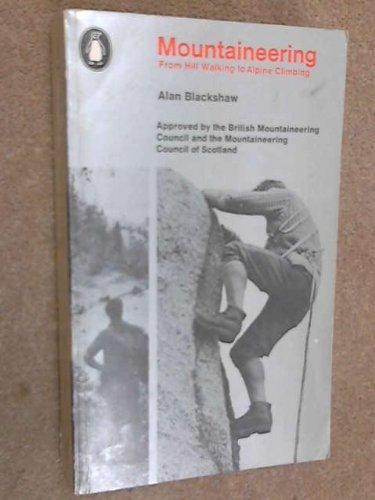 Mountaineering
From Hill Walking to Alpine Climbing
Alan Blackshaw
Approved by the British Mountaineering
Council and the Mountaineering
Council of Scotland